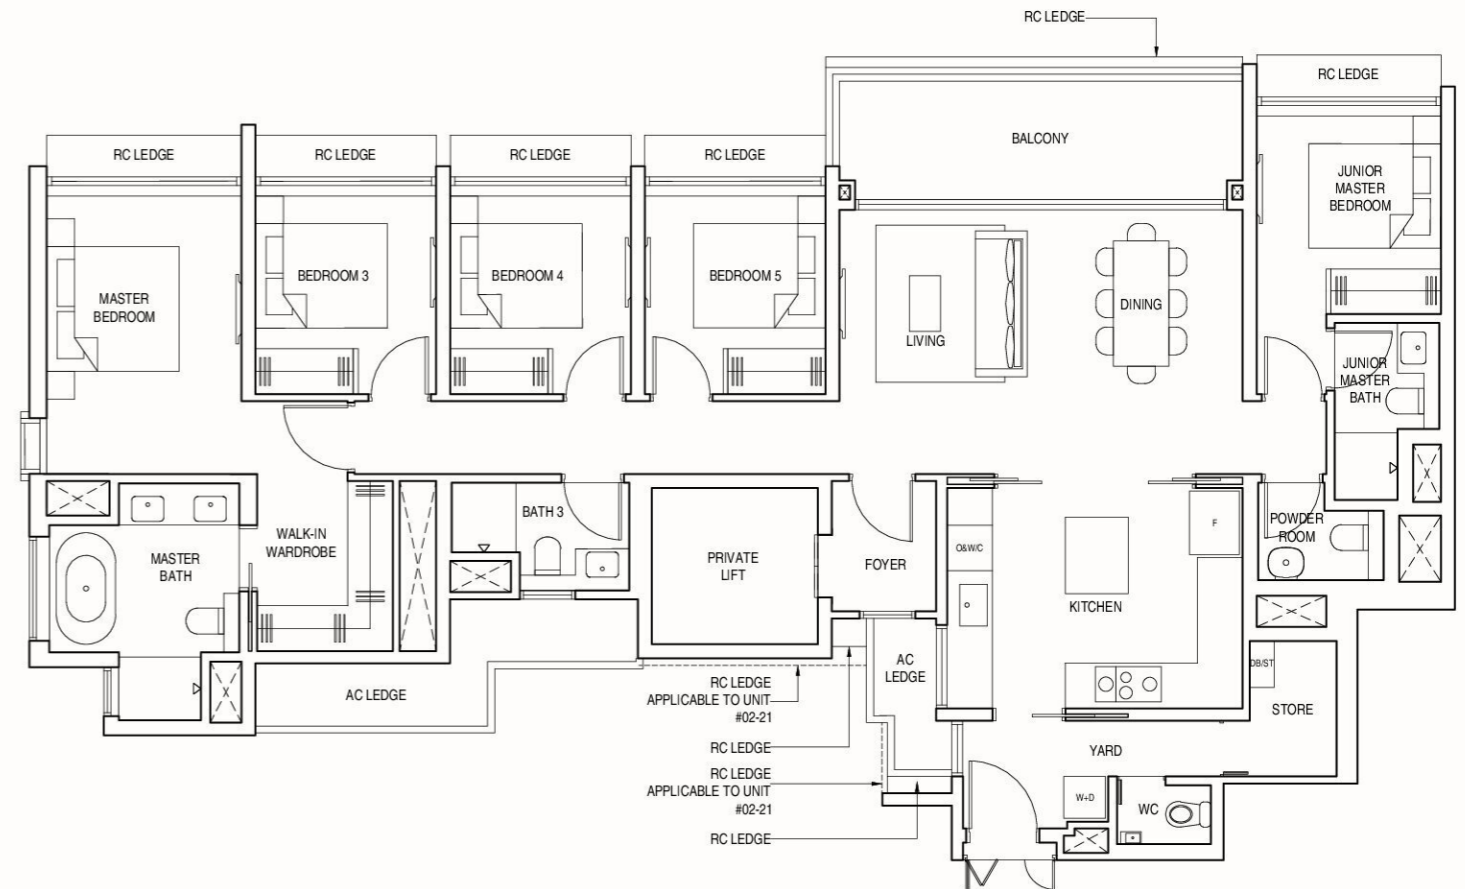 RC LEDGE
RC LEDGE
BALCONY
RC LEDGE
RC LEDGE
RC LEDGE
RC LEDGE
JUNIOR
MASTER
BEDROOM
MASTER
BEDROOM
BEDROOM 3
BEDROOM 4
BEDROOM 5
LIVING
DINING
JUNIOR
MASTER
BATH
BATH 3
WALK-IN
WARDROBE
MASTER
BATH
PRIVATE
LIFT
FOYER
O&W/C
F
POWDER
ROOM
KITCHEN
AC
LEDGE
DB/ST
STORE
AC LEDGE
RC LEDGE
APPLICABLE TO UNIT
#02-21
RC LEDGE
RC LEDGE
APPLICABLE TO UNIT
#02-21
RC LEDGE
YARD
W+D
WC